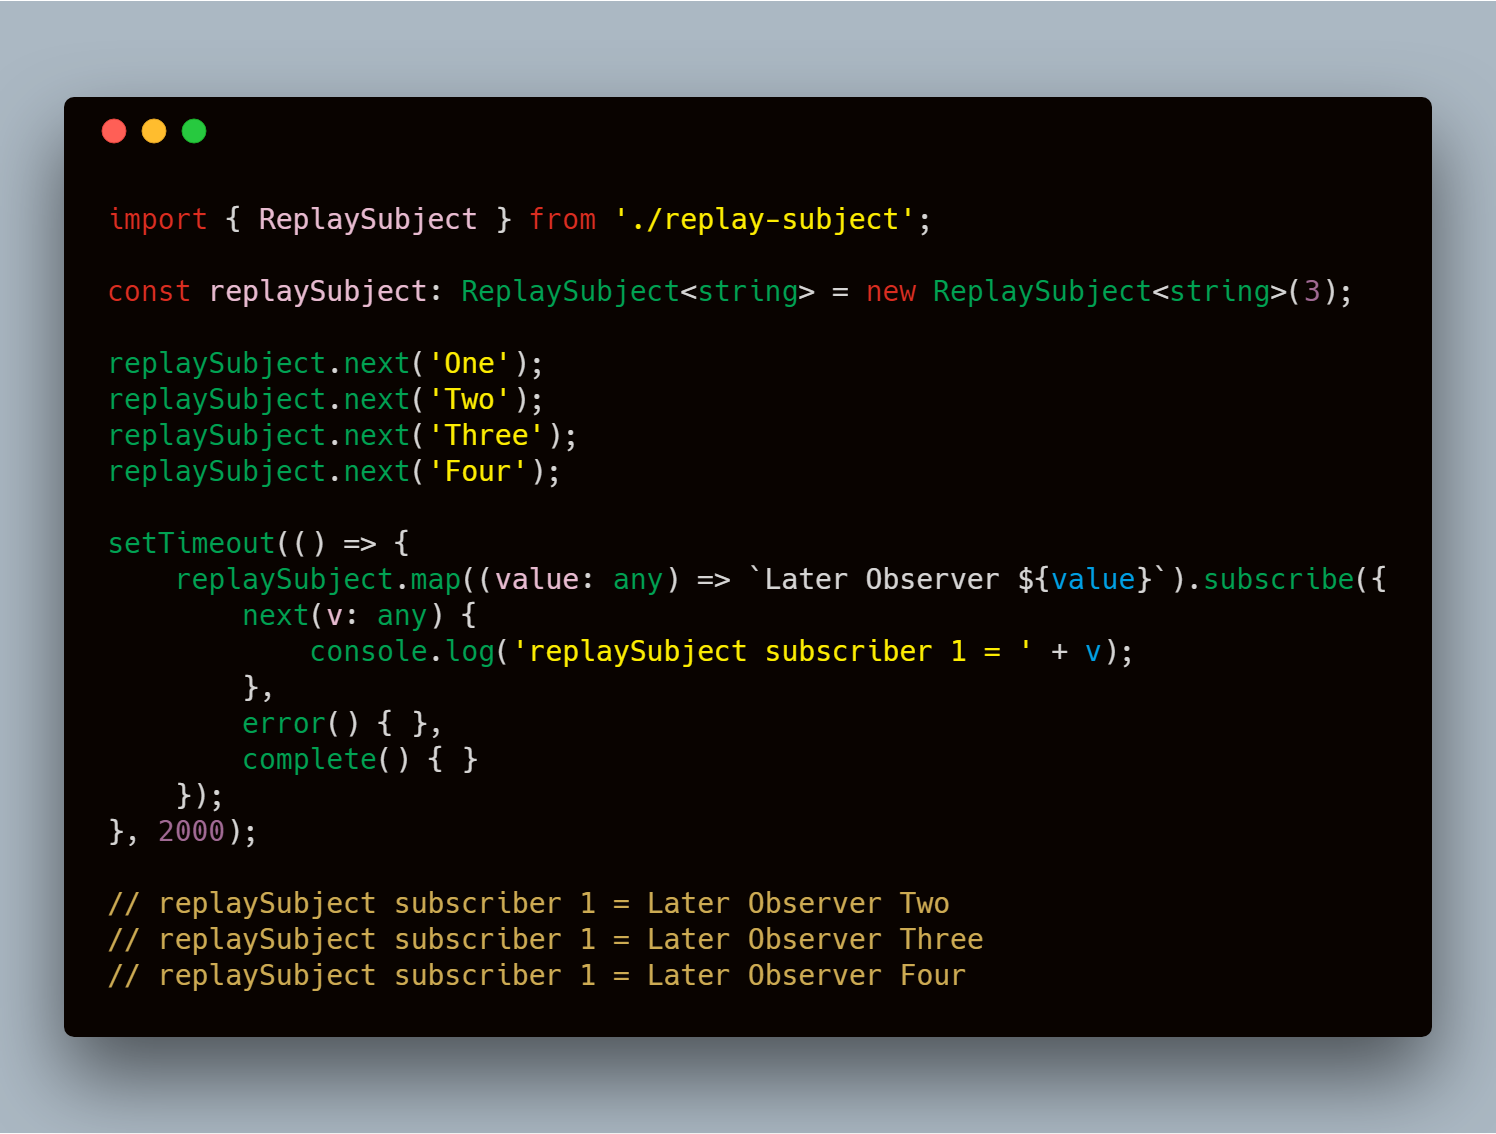 import { ReplaySubject } from './replay-subject';

const replaySubject: ReplaySubject<string> = new ReplaySubject<string>(3);

replaySubject.next('One');
replaySubject.next('Two');
replaySubject.next('Three');
replaySubject.next('Four');

setTimeout(() => {
    replaySubject.map((value: any) => `Later Observer ${value}`).subscribe({
        next(v: any) {
            console.log('replaySubject subscriber 1 = ' + v);
        },
        error() { },
        complete() { }
    });
}, 2000);

// replaySubject subscriber 1 = Later Observer Two
// replaySubject subscriber 1 = Later Observer Three
// replaySubject subscriber 1 = Later Observer Four